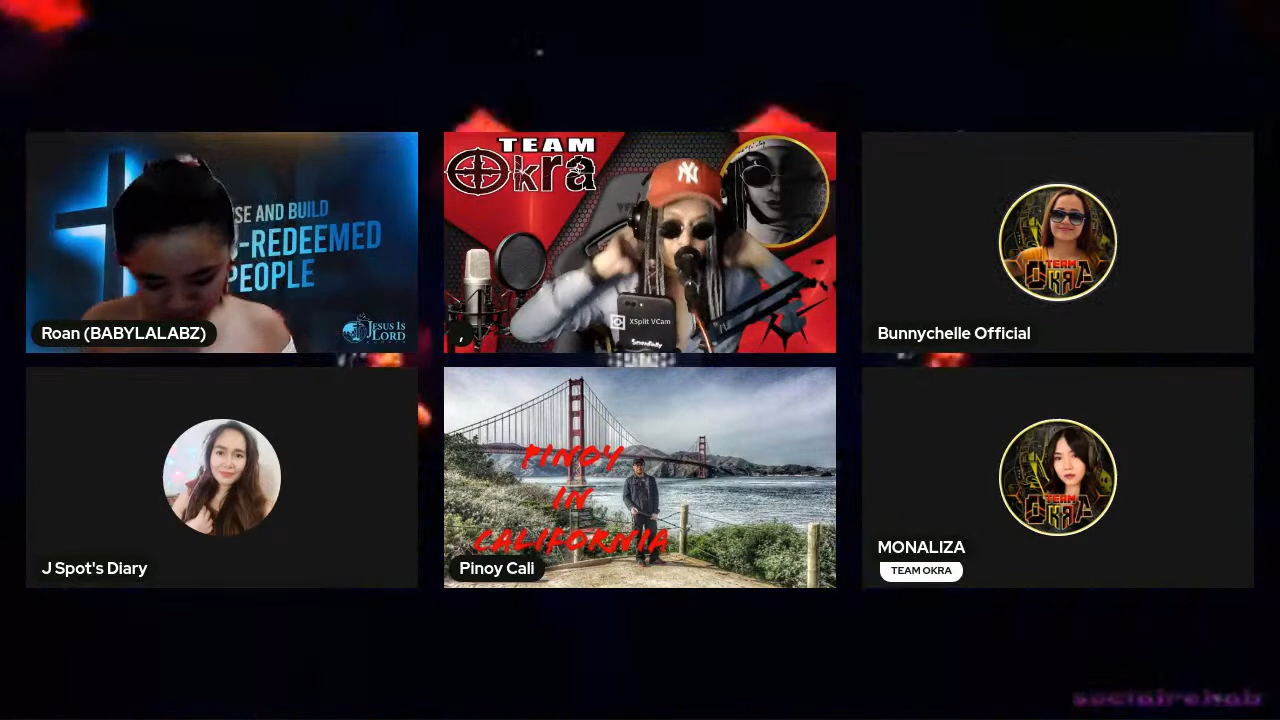 SE AND BUILD
-REDEEMED
PEOPLE
JESUS IS
LORD
Roan (BABYLALABZ)
TEAM
Okra
NY
XSplit VCam
,
TEAM
OKRA
Bunnychelle Official
J Spot's Diary
PINOY
IN
CALIFORNIA
Pinoy Cali
TEAM
OKRA
MONALIZA
TEAM OKRA